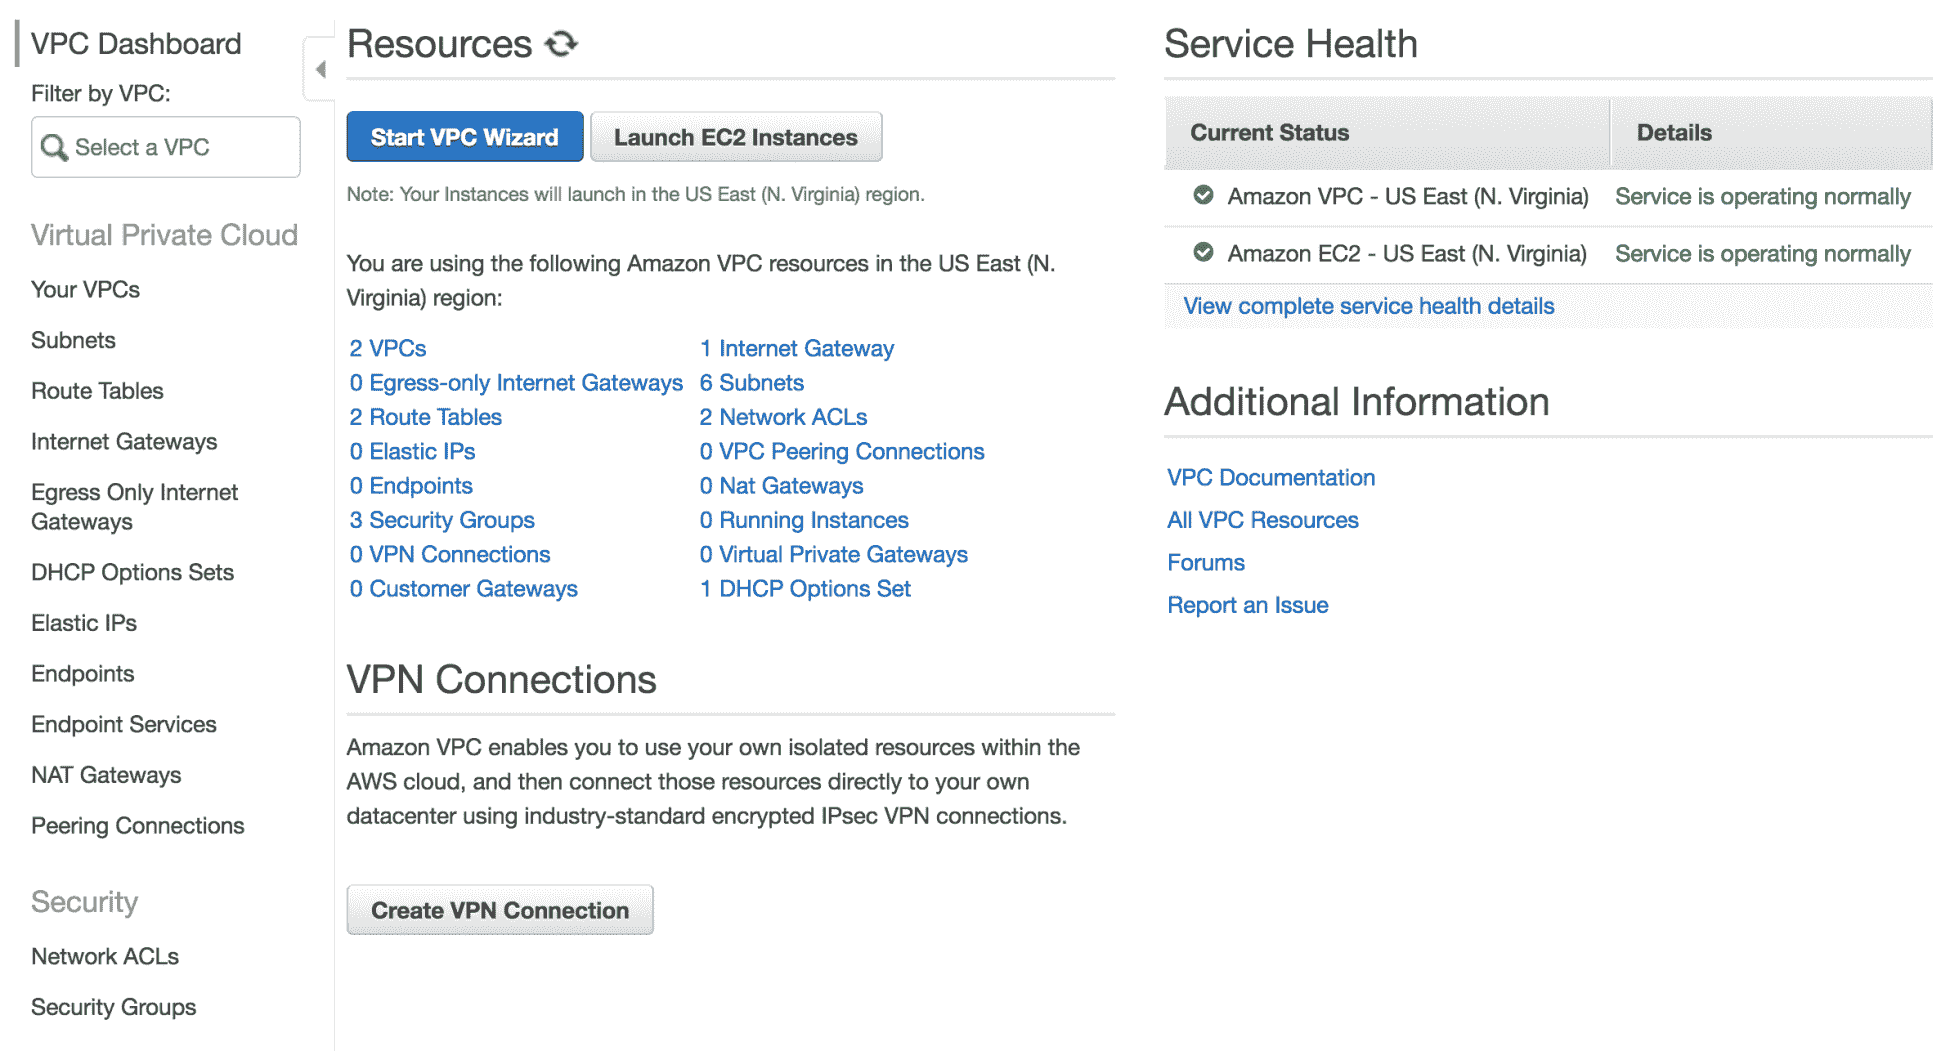 VPC Dashboard
Filter by VPC:
Select a VPC
Virtual Private Cloud
Your VPCs
Subnets
Route Tables
Internet Gateways
Egress Only Internet
Gateways
DHCP Options Sets
Elastic IPs
Endpoints
Endpoint Services
NAT Gateways
Peering Connections
Security
Network ACLs
Security Groups
Resources
Start VPC Wizard
Launch EC2 Instances
Note: Your Instances will launch in the US East (N. Virginia) region.
You are using the following Amazon VPC resources in the US East (N.
Virginia) region:
2 VPCs
1 Internet Gateway
0 Egress-only Internet Gateways
6 Subnets
2 Route Tables
2 Network ACLs
0 Elastic IPs
0 VPC Peering Connections
0 Endpoints
0 Nat Gateways
3 Security Groups
0 Running Instances
0 VPN Connections
0 Virtual Private Gateways
0 Customer Gateways
1 DHCP Options Set
VPN Connections
Amazon VPC enables you to use your own isolated resources within the
AWS cloud, and then connect those resources directly to your own
datacenter using industry-standard encrypted IPsec VPN connections.
Create VPN Connection
Service Health
Current Status
Details
Amazon VPC - US East (N. Virginia)
Service is operating normally
Amazon EC2 - US East (N. Virginia)
Service is operating normally
View complete service health details
Additional Information
VPC Documentation
All VPC Resources
Forums
Report an Issue